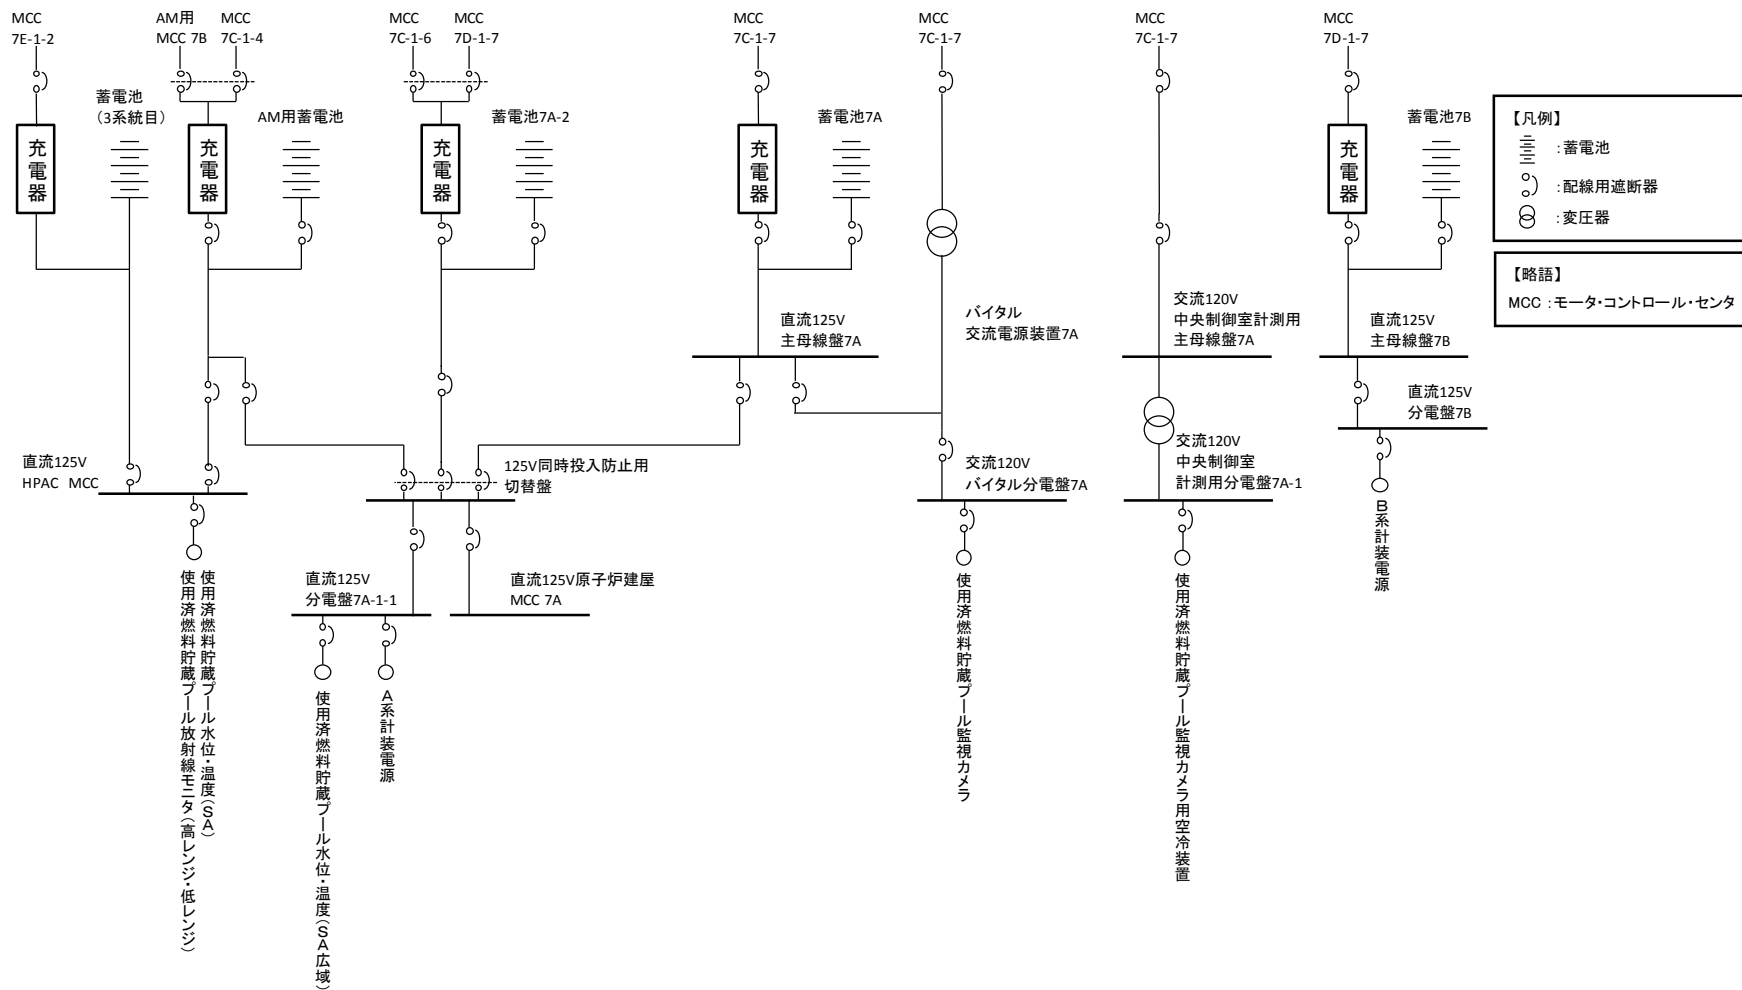 MCC
7E-1-2
AM用
MCC 7B
MCC
7C-1-4
MCC
7C-1-6
MCC
7D-1-7
MCC
7C-1-7
MCC
7C-1-7
MCC
7C-1-7
MCC
7D-1-7
充電器
蓄電池
（3系統目）
充電器
AM用蓄電池
充電器
蓄電池7A-2
充電器
蓄電池7A
充電器
蓄電池7B
【凡例】
：蓄電池
：配線用遮断器
：変圧器
【略語】
MCC ：モータ・コントロール・センタ
直流125V
主母線盤7A
バイタル
交流電源装置7A
交流120V
中央制御室計測用
主母線盤7A
直流125V
主母線盤7B
直流125V
分電盤7B
直流125V
HPAC MCC
125V同時投入防止用
切替盤
交流120V
バイタル分電盤7A
交流120V
中央制御室
計測用分電盤7A-1
直流125V
分電盤7A-1-1
直流125V原子炉建屋
MCC 7A
使用済燃料貯蔵プール水位・温度（SA）
使用済燃料貯蔵プール放射線モニタ（高レンジ・低レンジ）
使用済燃料貯蔵プール水位・温度（SA広域）
A系計装電源
使用済燃料貯蔵プール監視カメラ
使用済燃料貯蔵プール監視カメラ用空冷装置
B系計装電源